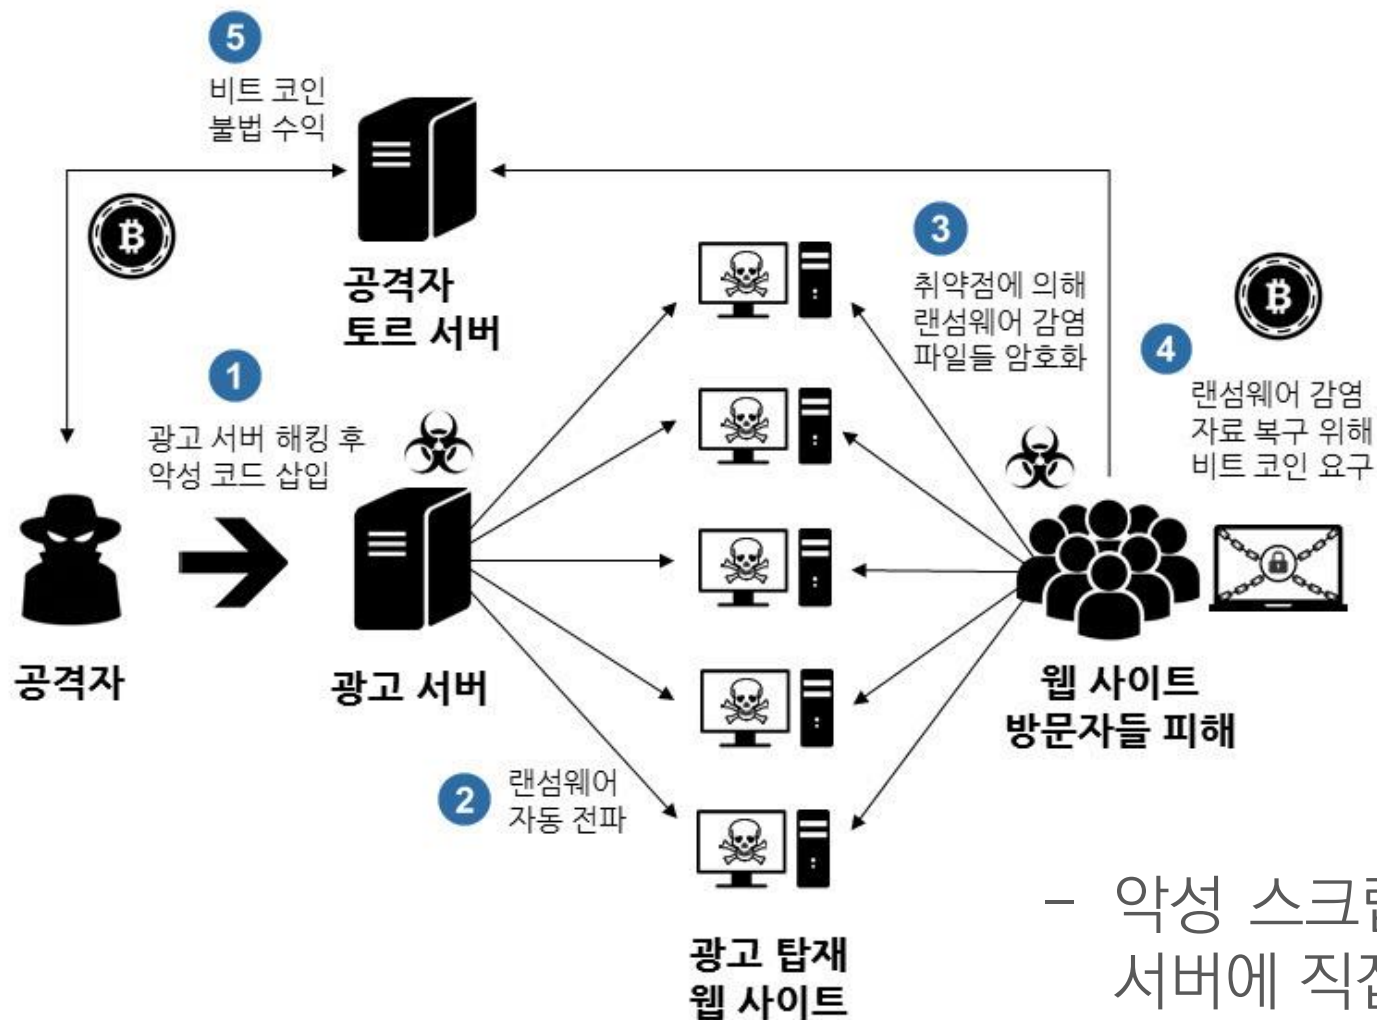 5
비트 코인
불법 수익
공격자
토르 서버
1
광고 서버 해킹 후
악성 코드 삽입
공격자
광고 서버
2
랜섬웨어
자동 전파
광고 탑재
웹 사이트
3
취약점에 의해
랜섬웨어 감염
파일들 암호화
4
랜섬웨어 감염
자료 복구 위해
비트 코인 요구
웹 사이트
방문자들 피해
- 악성
서버에